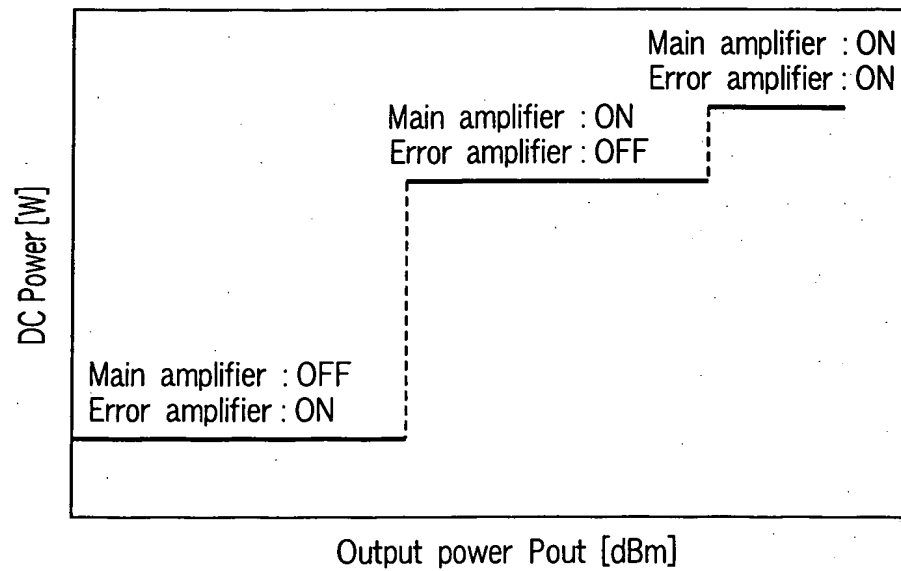 Main amplifier : ON
Error amplifier : ON
Main amplifier : ON
Error amplifier : OFF
DC Power [W]
Main amplifier : OFF
Error amplifier : ON
Output power Pout [dBm]